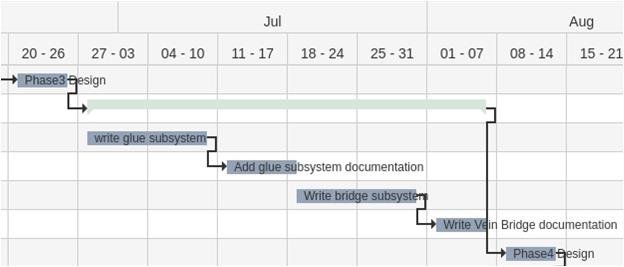 Jul Aug
20 - 26 27 - 03 04 - 10 11 - 17 18 - 24 25 - 31 01 - 07 08 - 14 15 - 21
Phase3 Design
write glue subsystem
Add glue subsystem documentation
Write bridge subsystem
Write Vein Bridge documentation
Phase4 Design